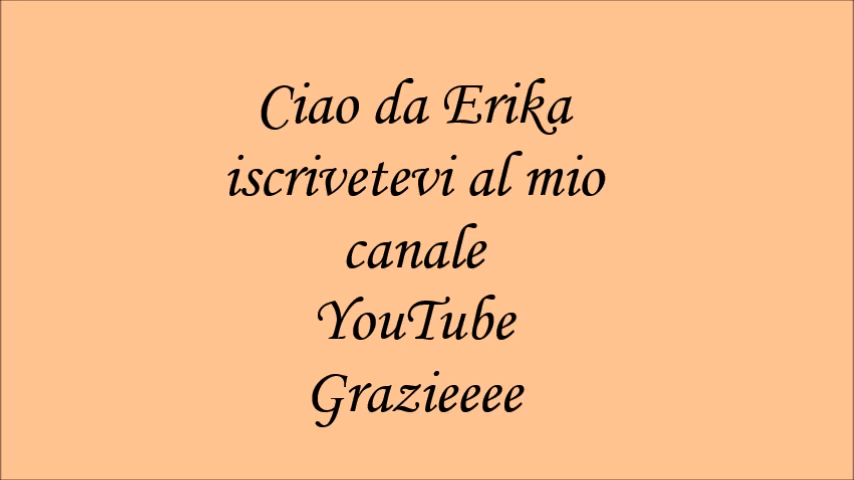 Ciao da Erika
iscrivetevi al mio
canale
YouTube
Grazieeee